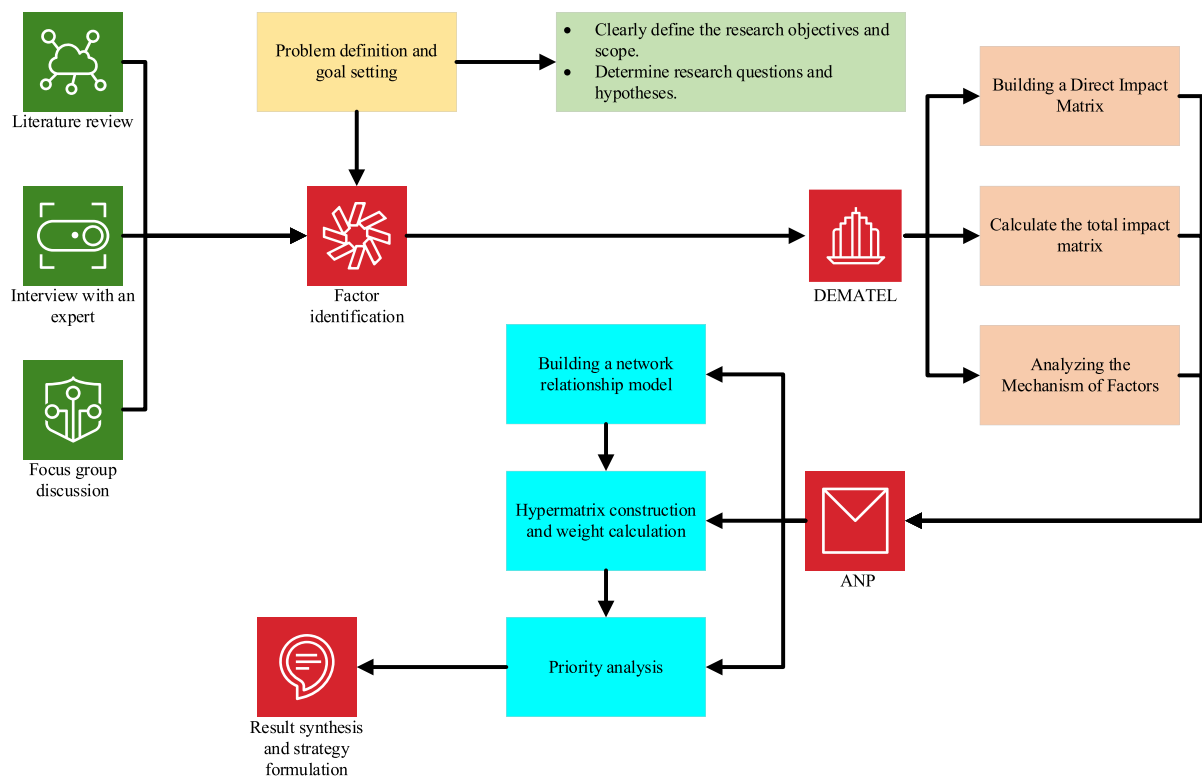 Literature review
Interview with an
expert
Focus group
discussion
Problem definition and
goal setting
• Clearly define the research objectives and
scope.
• Determine research questions and
hypotheses.
Factor
identification
DEMATEL
Building a Direct Impact
Matrix
Calculate the total impact
matrix
Analyzing the
Mechanism of Factors
ANP
Building a network
relationship model
Hypermatrix construction
and weight calculation
Priority analysis
Result synthesis
and strategy
formulation